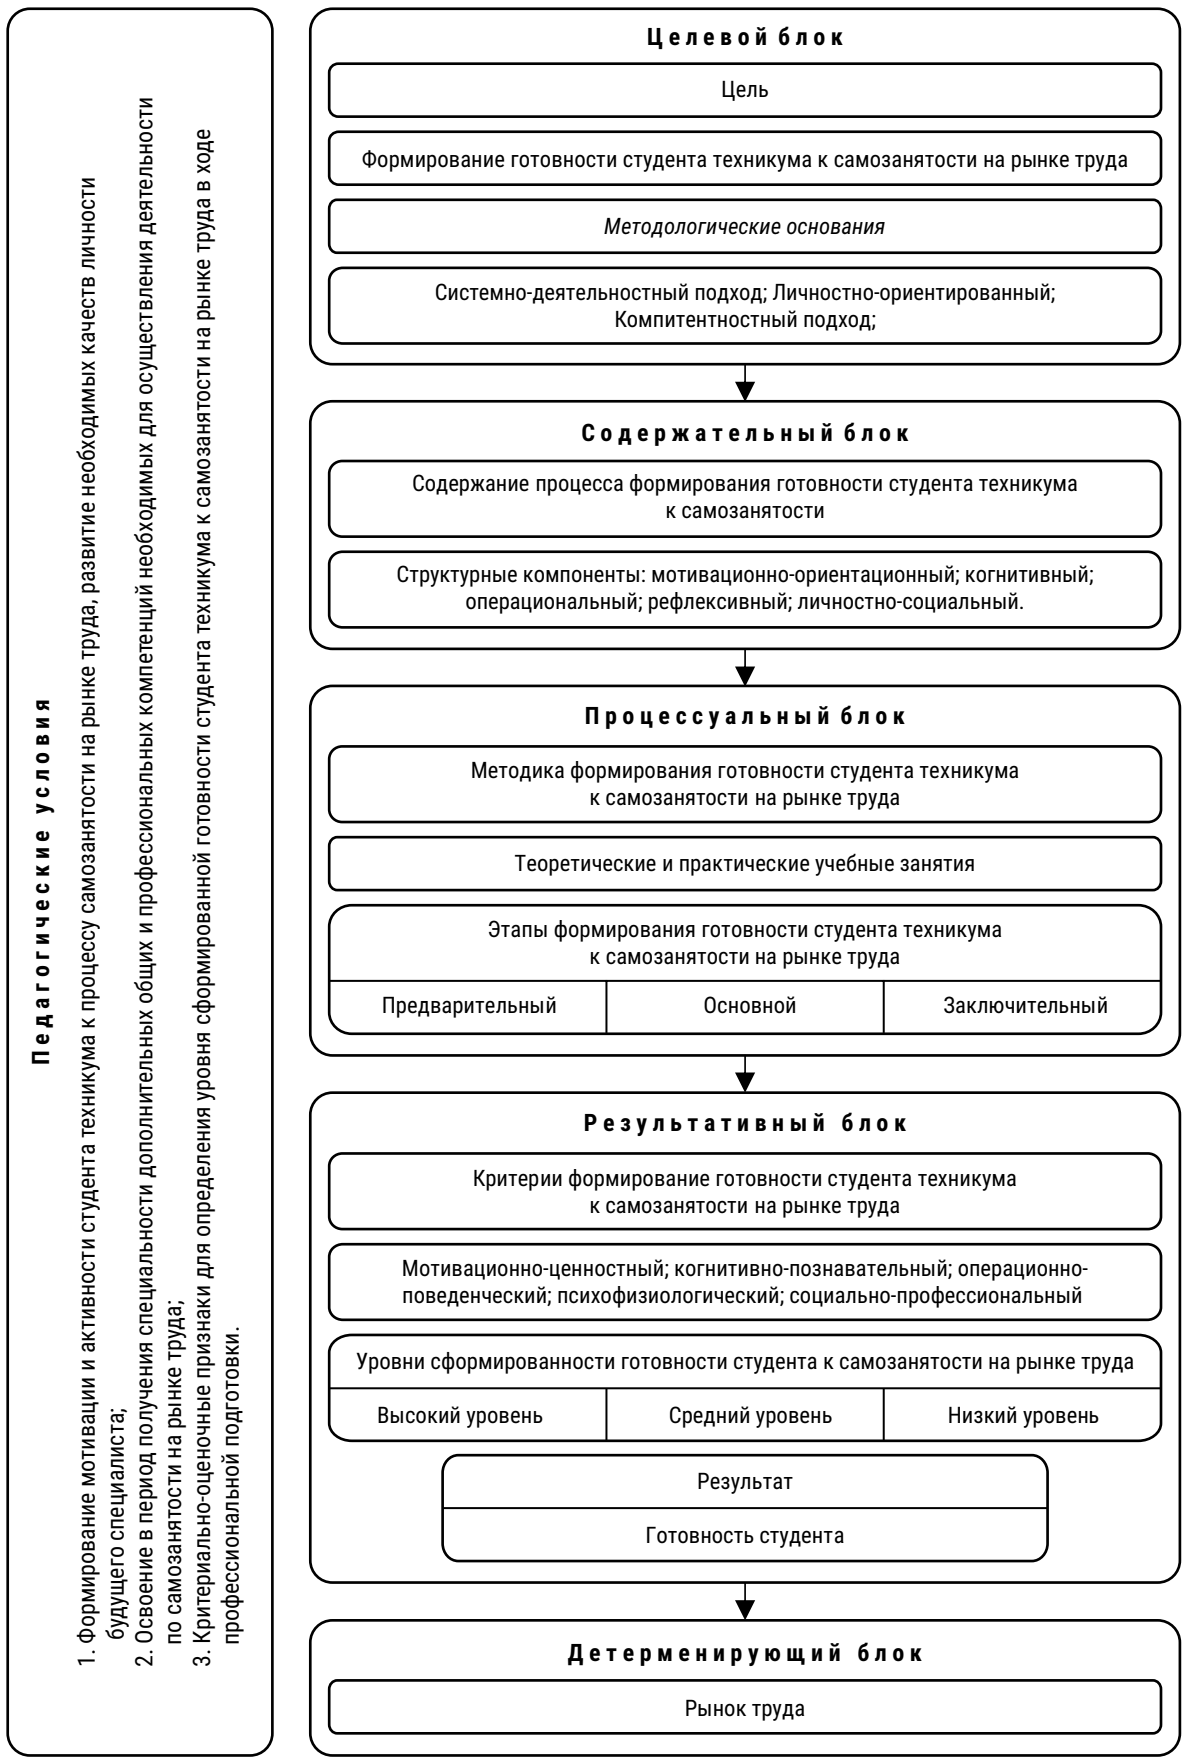 Педагогические условия
1. Формирование мотивации и активности студента техникума к процессу самозанятости на рынке труда, развитие необходимых качеств личности
будущего специалиста;
2. Освоение в период получения специальности дополнительных общих и профессиональных компетенций необходимых для осуществления деятельности
по самозанятости на рынке труда;
3. Критериально-оценочные признаки для определения уровня сформированной готовности студента техникума к самозанятости на рынке труда в ходе
профессиональной подготовки.
Целевой блок
Цель
Формирование готовности студента техникума к самозанятости на рынке труда
Методологические основания
Системно-деятельностный подход; Личностно-ориентированный;
Компитентностный подход;
Содержательный блок
Содержание процесса формирования готовности студента техникума
к самозанятости
Структурные компоненты: мотивационно-ориентационный; когнитивный;
операциональный; рефлексивный; личностно-социальный.
Процессуальный блок
Методика формирования готовности студента техникума
к самозанятости на рынке труда
Теоретические и практические учебные занятия
Этапы формирования готовности студента техникума
к самозанятости на рынке труда
Предварительный
Основной
Заключительный
Результативный блок
Критерии формирование готовности студента техникума
к самозанятости на рынке труда
Мотивационно-ценностный; когнитивно-познавательный; операционно-
поведенческий; психофизиологический; социально-профессиональный
Уровни сформированности готовности студента к самозанятости на рынке труда
Высокий уровень
Средний уровень
Низкий уровень
Результат
Готовность студента
Детерменирующий блок
Рынок труда